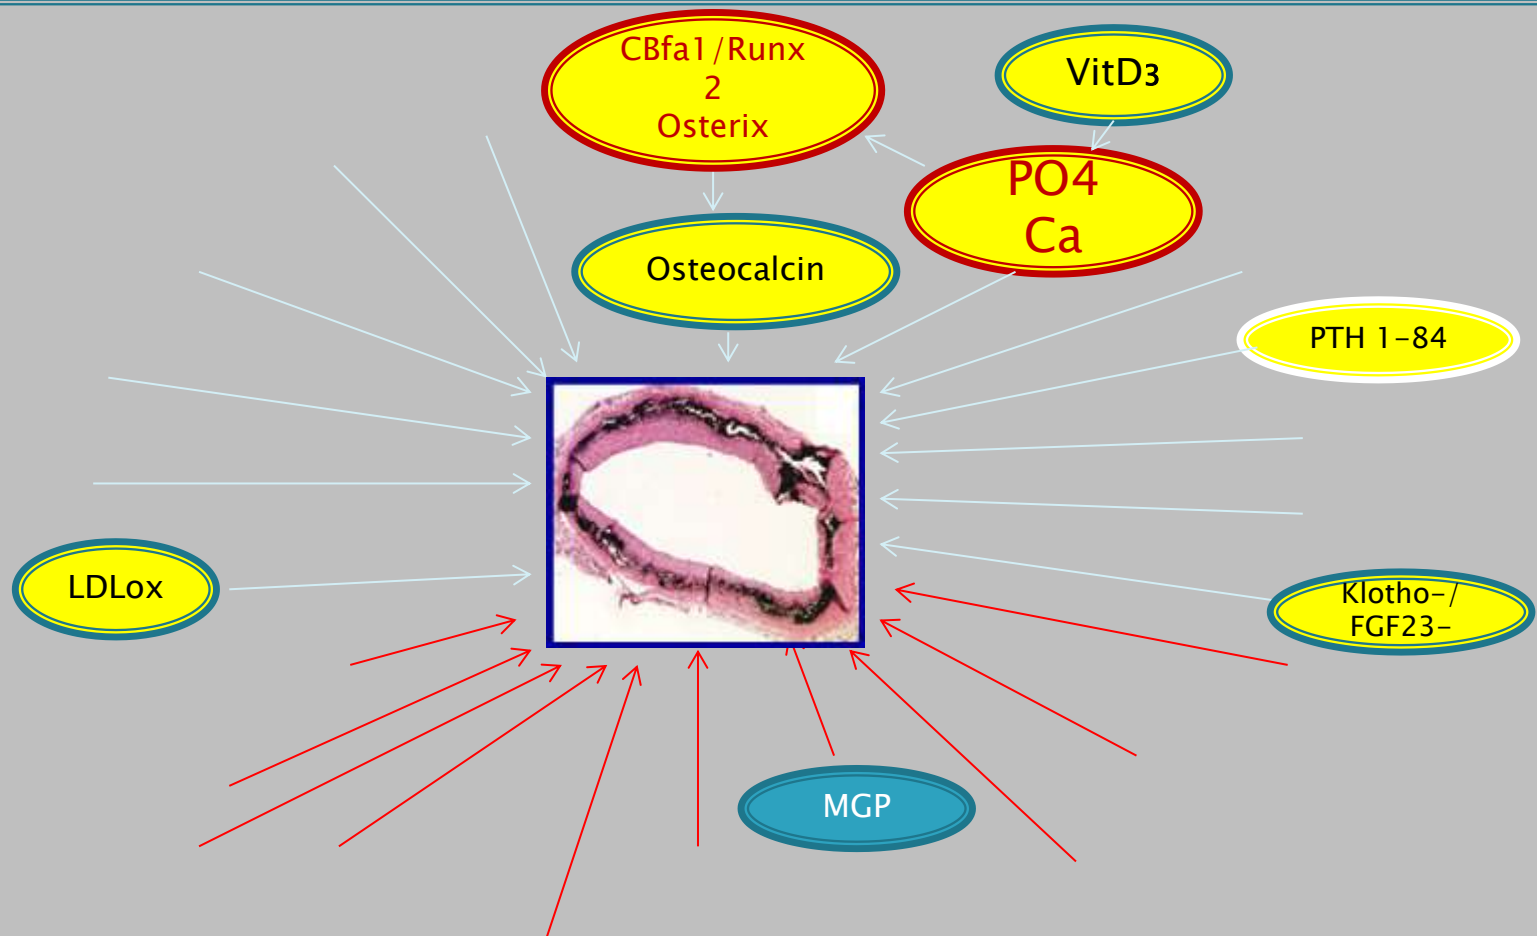 CBfa1/Runx
2
Osterix
VitD3
PO4
Ca
Osteocalcin
PTH 1-84
LDLox
Klotho-/
FGF23-
MGP